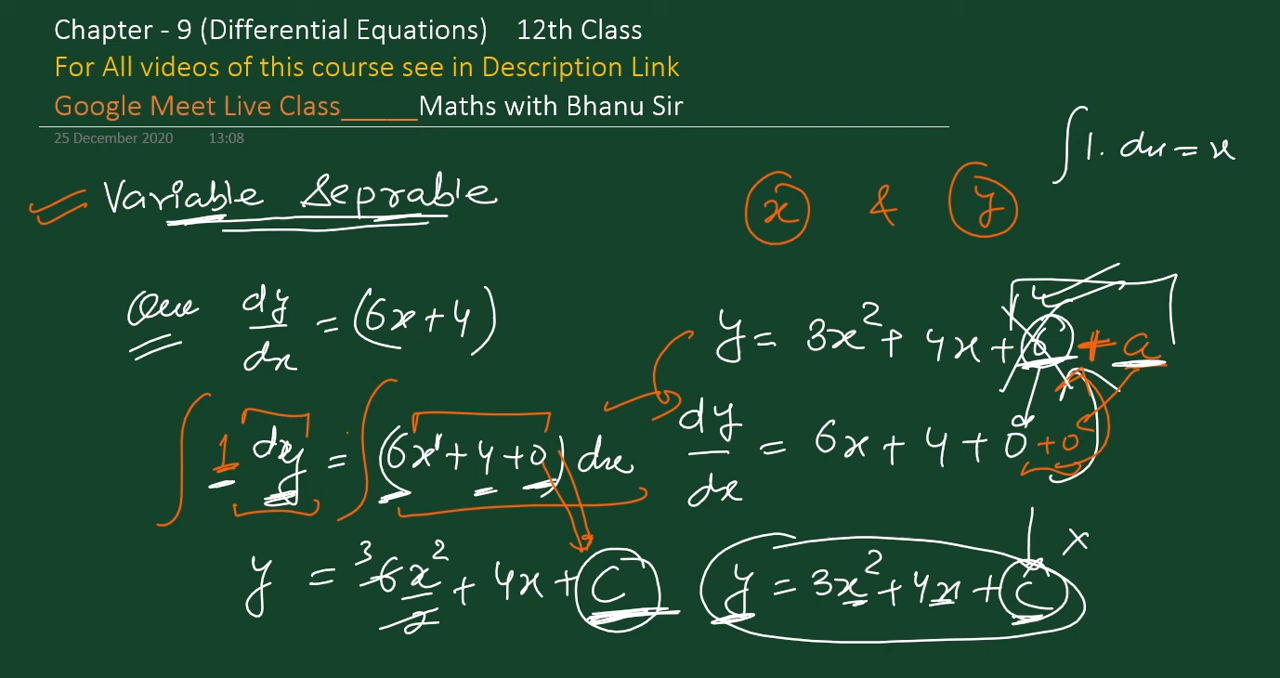 Chapter - 9 (Differential Equations) 12th Class
For All videos of this course see in Description Link
Google Meet Live Class_____Maths with Bhanu Sir
25 December 2020 13:08
∫1. dx = x
Variable Seprable
x & y
Que dy/dx = (6x+4)
y = 3x² + 4x + 6 + a
∫1 dy = ∫(6x¹ + 4 + 0) dx
dy/dx = 6x + 4 + 0 + 0
y = 3 6x²/2 + 4x + C
y = 3x² + 4x + C x